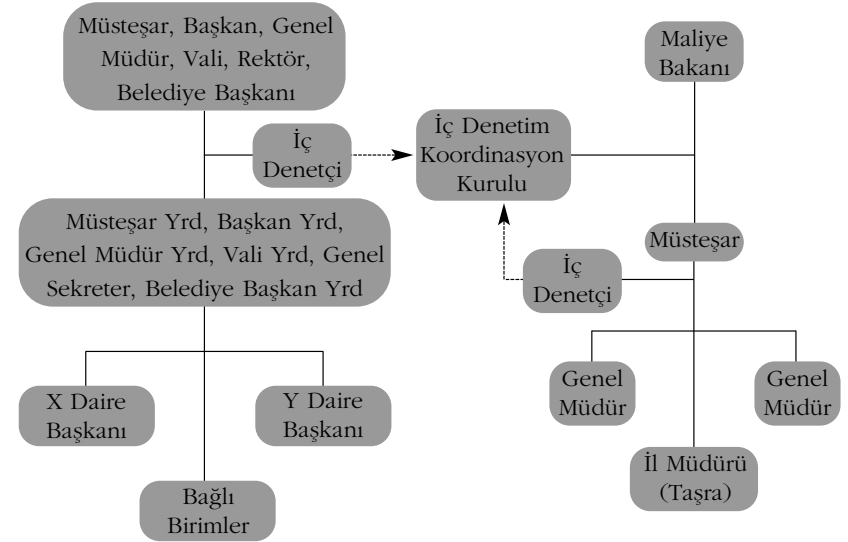 Müsteşar, Başkan, Genel
Müdür, Vali, Rektör,
Belediye Başkanı
İç
Denetçi
Müsteşar Yrd, Başkan Yrd,
Genel Müdür Yrd, Vali Yrd, Genel
Sekreter, Belediye Başkan Yrd
X Daire
Başkanı
Y Daire
Başkanı
Bağlı
Birimler
İç Denetim
Koordinasyon
Kurulu
Maliye
Bakanı
Müsteşar
İç
Denetçi
Genel
Müdür
Genel
Müdür
İl Müdürü
(Taşra)